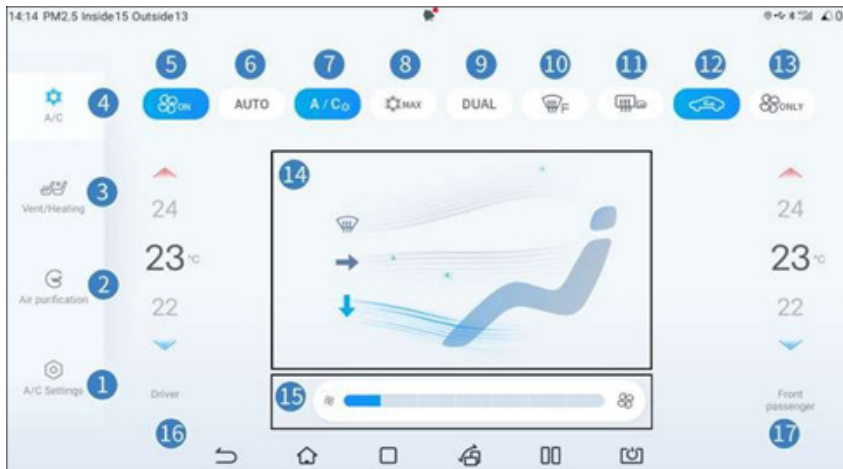 14:14 PM2.5 Inside15 Outside13
5 6 7 8 9 10 11 12 13
ON AUTO A/C MAX DUAL F ONLY
4
A/C
3
Vent/Heating
2
Air purification
1
A/C Settings
14
24
23 °C
22
Driver
16
24
23 °C
22
Front
passenger
17
15